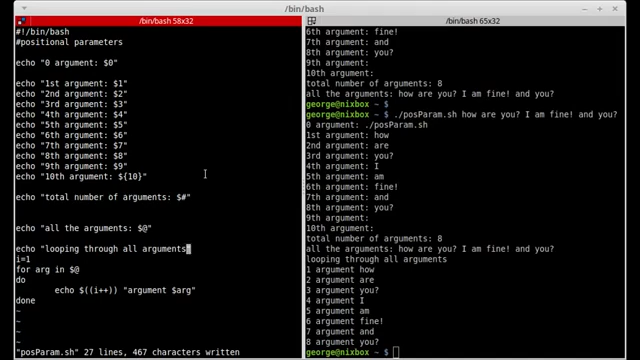 /bin/bash
/bin/bash 58x32
#!/bin/bash
#positional parameters
echo "0 argument: $0"
echo "1st argument: $1"
echo "2nd argument: $2"
echo "3rd argument: $3"
echo "4th argument: $4"
echo "5th argument: $5"
echo "6th argument: $6"
echo "7th argument: $7"
echo "8th argument: $8"
echo "9th argument: $9"
echo "10th argument: ${10}"
echo "total number of arguments: $#"
echo "all the arguments: $@"
echo "looping through all arguments"
i=1
for arg in $@
do
echo $((i++)) "argument $arg"
done
~
~
~
~
"posParam.sh" 27 lines, 467 characters written
/bin/bash 65x32
6th argument: fine!
7th argument: and
8th argument: you?
9th argument:
10th argument:
total number of arguments: 8
all the arguments: how are you? I am fine! and you?
george@nixbox ~ $
george@nixbox ~ $ ./posParam.sh how are you? I am fine! and you?
0 argument: ./posParam.sh
1st argument: how
2nd argument: are
3rd argument: you?
4th argument: I
5th argument: am
6th argument: fine!
7th argument: and
8th argument: you?
9th argument:
10th argument:
total number of arguments: 8
all the arguments: how are you? I am fine! and you?
looping through all arguments
1 argument how
2 argument are
3 argument you?
4 argument I
5 argument am
6 argument fine!
7 argument and
8 argument you?
george@nixbox ~ $